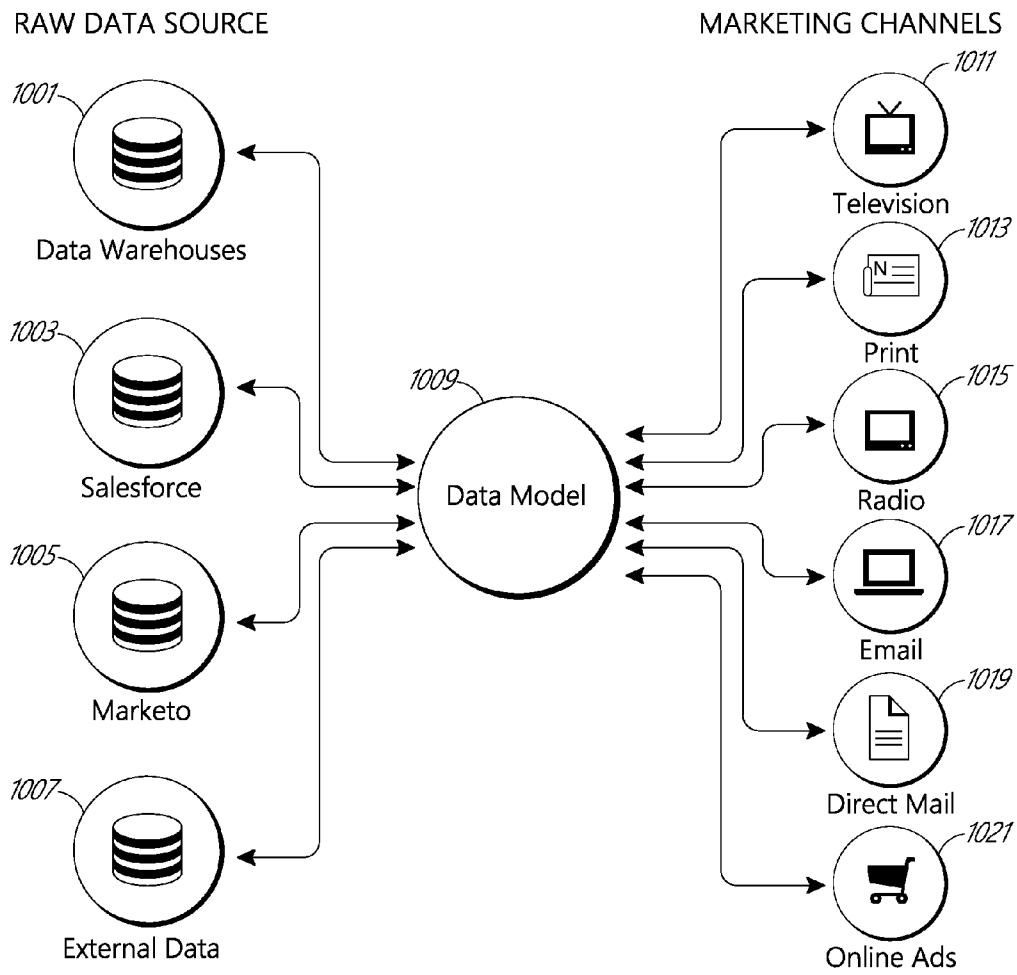 RAW DATA SOURCE
MARKETING CHANNELS
1001
Data Warehouses
1003
Salesforce
1005
Marketo
1007
External Data
1009
Data Model
1011
Television
1013
N
Print
1015
Radio
1017
Email
1019
Direct Mail
1021
Online Ads